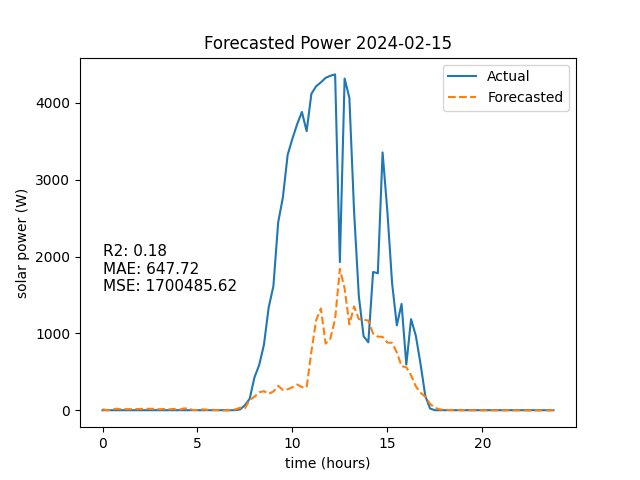 Forecasted Power 2024-02-15
Actual
Forecasted
R2: 0.18
MAE: 647.72
MSE: 1700485.62
solar power (W)
4000
3000
2000
1000
0
0 5 10 15 20
time (hours)